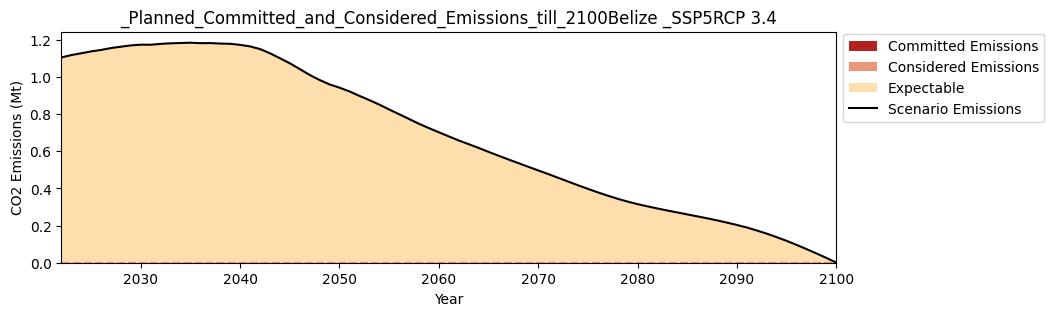 _Planned_Committed_and_Considered_Emissions_till_2100Belize _SSP5RCP 3.4
Committed Emissions
Considered Emissions
Expectable
Scenario Emissions
CO2 Emissions (Mt)
1.2
1.0
0.8
0.6
0.4
0.2
0.0
2030 2040 2050 2060 2070 2080 2090 2100
Year